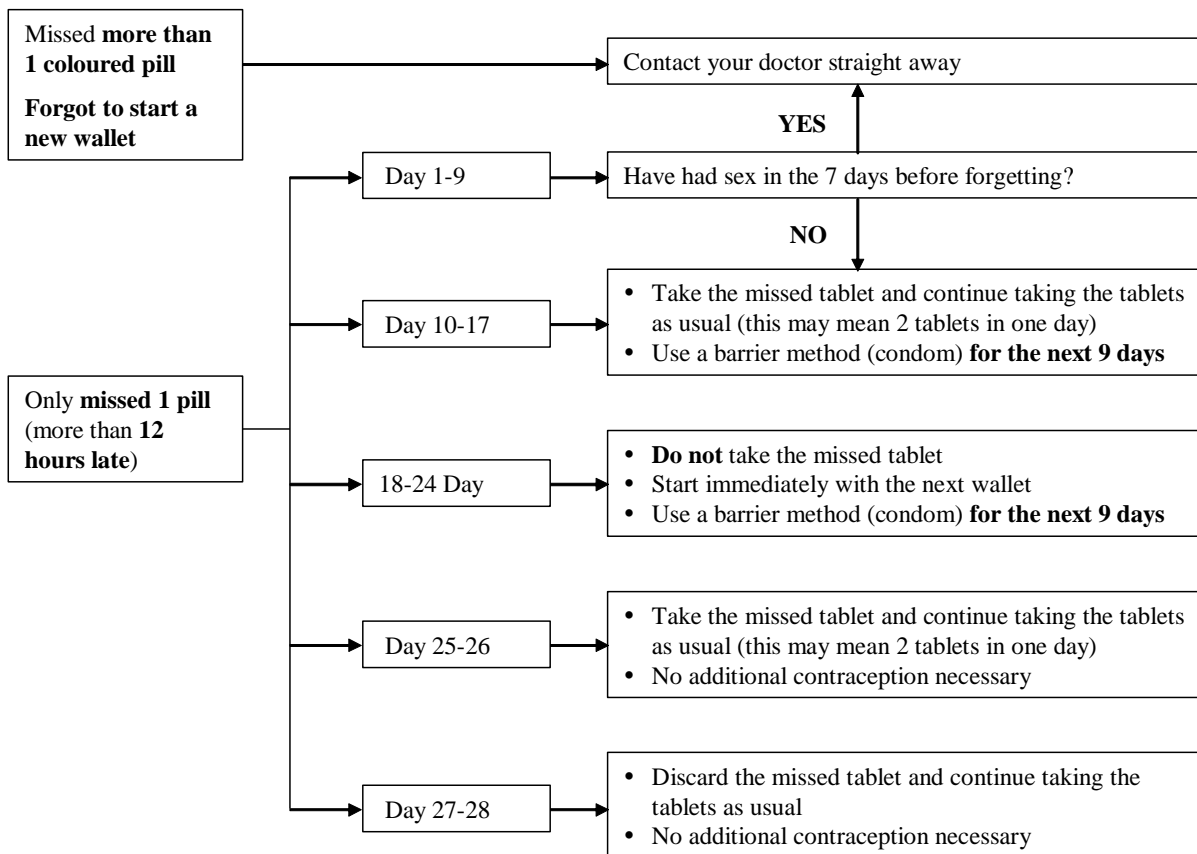 Missed more than
1 coloured pill
Forgot to start a
new wallet
Contact your doctor straight away
YES
Day 1-9
Have had sex in the 7 days before forgetting?
NO
Day 10-17
• Take the missed tablet and continue taking the tablets
as usual (this may mean 2 tablets in one day)
• Use a barrier method (condom) for the next 9 days
Only missed 1 pill
(more than 12
hours late)
18-24 Day
• Do not take the missed tablet
• Start immediately with the next wallet
• Use a barrier method (condom) for the next 9 days
Day 25-26
• Take the missed tablet and continue taking the tablets
as usual (this may mean 2 tablets in one day)
• No additional contraception necessary
Day 27-28
• Discard the missed tablet and continue taking the
tablets as usual
• No additional contraception necessary